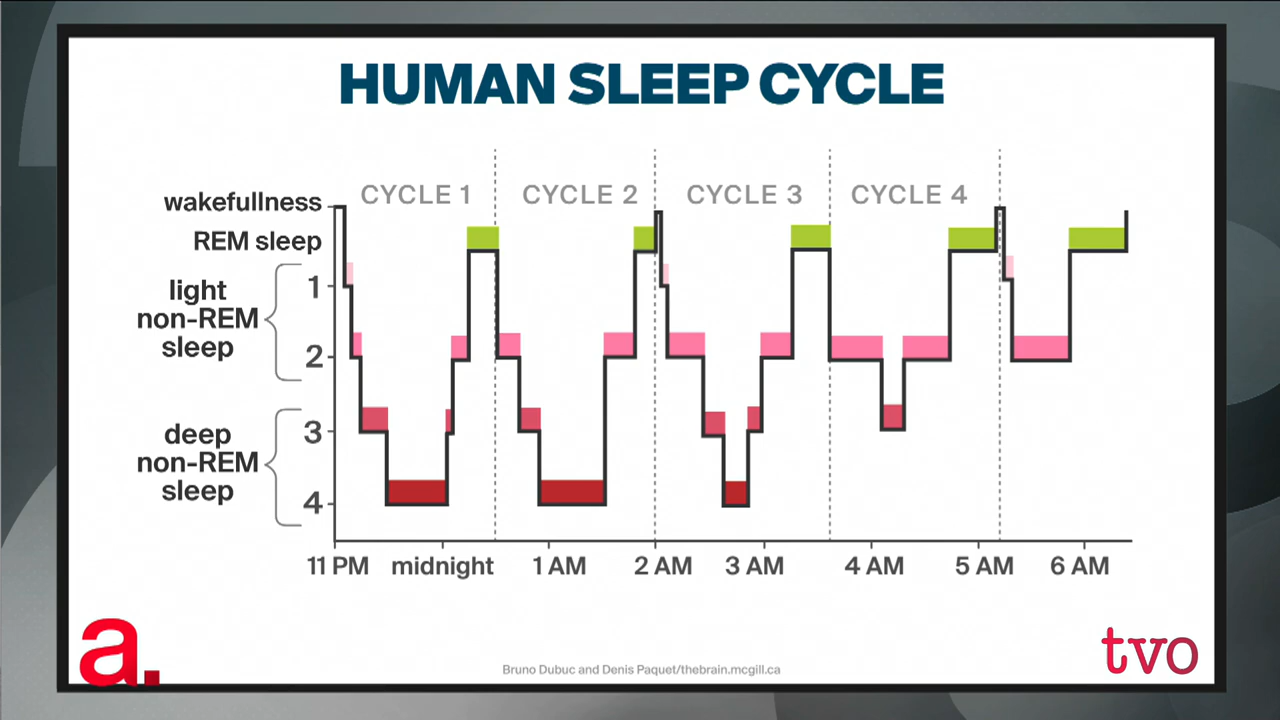 HUMAN SLEEP CYCLE
CYCLE 1
CYCLE 2
CYCLE 3
CYCLE 4
wakefullness
REM sleep
light
non-REM
sleep
1
2
deep
non-REM
sleep
3
4
11 PM
midnight
1 AM
2 AM
3 AM
4 AM
5 AM
6 AM
a.
Bruno Dubuc and Denis Paquet/thebrain.mcgill.ca
tvo